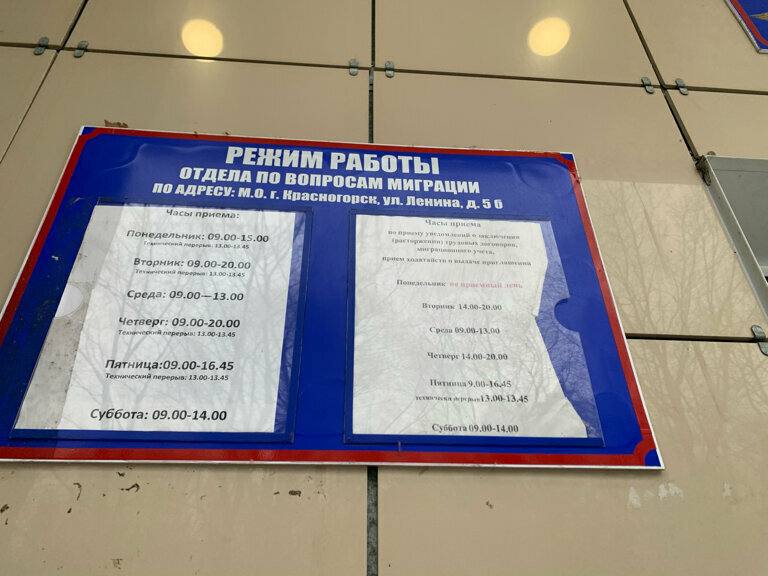 РЕЖИМ РАБОТЫ
ОТДЕЛА ПО ВОПРОСАМ МИГРАЦИИ
ПО АДРЕСУ: М.О. г. Красногорск, ул. Ленина, д. 5 б
Часы приема:
Понедельник: 09.00-15.00
Технический перерыв: 13.00-13.45
Вторник: 09.00-20.00
Технический перерыв: 13.00-13.45
Среда: 09.00—13.00
Четверг: 09.00-20.00
Технический перерыв: 13.00-13.45
Пятница:09.00-16.45
Технический перерыв: 13.00-13.45
Суббота: 09.00-14.00
Часы приема
по приему уведомлений о заключении
(расторжении) трудовых договоров,
миграционного учета,
прием ходатайств о выдаче приглашений
Понедельник не приемный день
Вторник 14.00-20.00
Среда 09.00-13.00
Четверг 14.00-20.00
Пятница 9.00-16.45
технически перерыв13.00-13.45
Суббота 09.00-14.00